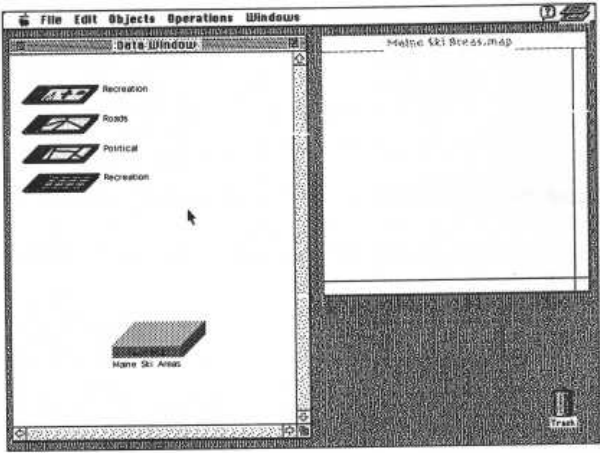 File Edit Objects Operations Windows
Data Window
Maine Ski Areas.map
Recreation
Roads
Political
Recreation
Maine Ski Areas
Trash